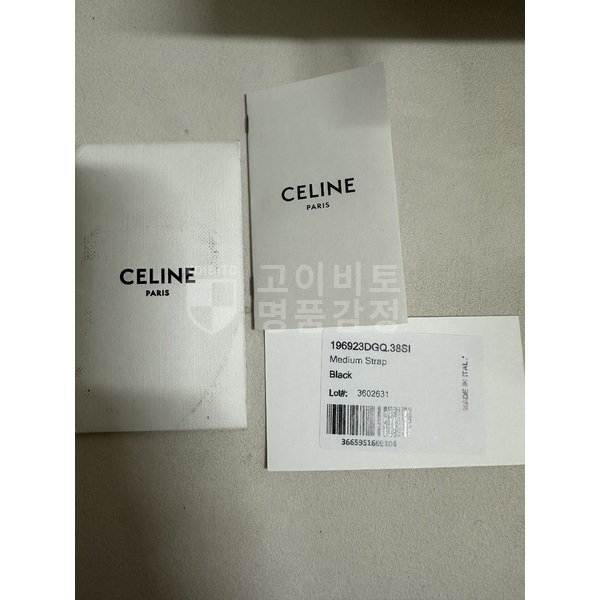 CELINE
PARIS
CELINE
PARIS
고이비토
명품감정
196923DGQ.38SI
Medium Strap
Black
Lot#: 3602631
MADE IN ITALY